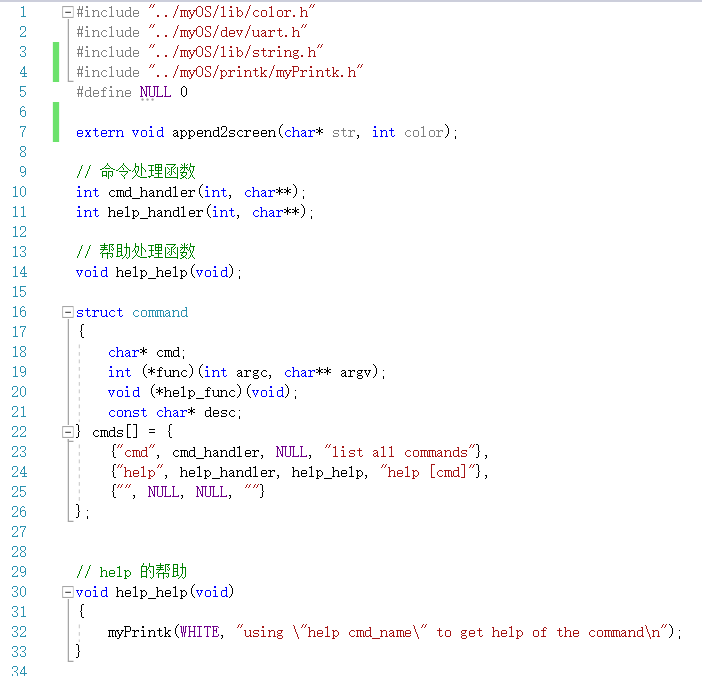 1 #include "../myOS/lib/color.h"
2 #include "../myOS/dev/uart.h"
3 #include "../myOS/lib/string.h"
4 #include "../myOS/printk/myPrintk.h"
5 #define NULL 0
6
7 extern void append2screen(char* str, int color);
8
9 // 命令处理函数
10 int cmd_handler(int, char**);
11 int help_handler(int, char**);
12
13 // 帮助处理函数
14 void help_help(void);
15
16 struct command
17 {
18 char* cmd;
19 int (*func)(int argc, char** argv);
20 void (*help_func)(void);
21 const char* desc;
22 } cmds[] = {
23 {"cmd", cmd_handler, NULL, "list all commands"},
24 {"help", help_handler, help_help, "help [cmd]"},
25 {"", NULL, NULL, ""}
26 };
27
28
29 // help 的帮助
30 void help_help(void)
31 {
32 myPrintk(WHITE, "using \"help cmd_name\" to get help of the command\n");
33 }
34